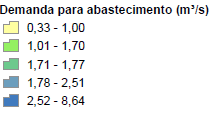 Demanda para abastecimento (m³/s)
0,33 - 1,00
1,01 - 1,70
1,71 - 1,77
1,78 - 2,51
2,52 - 8,64